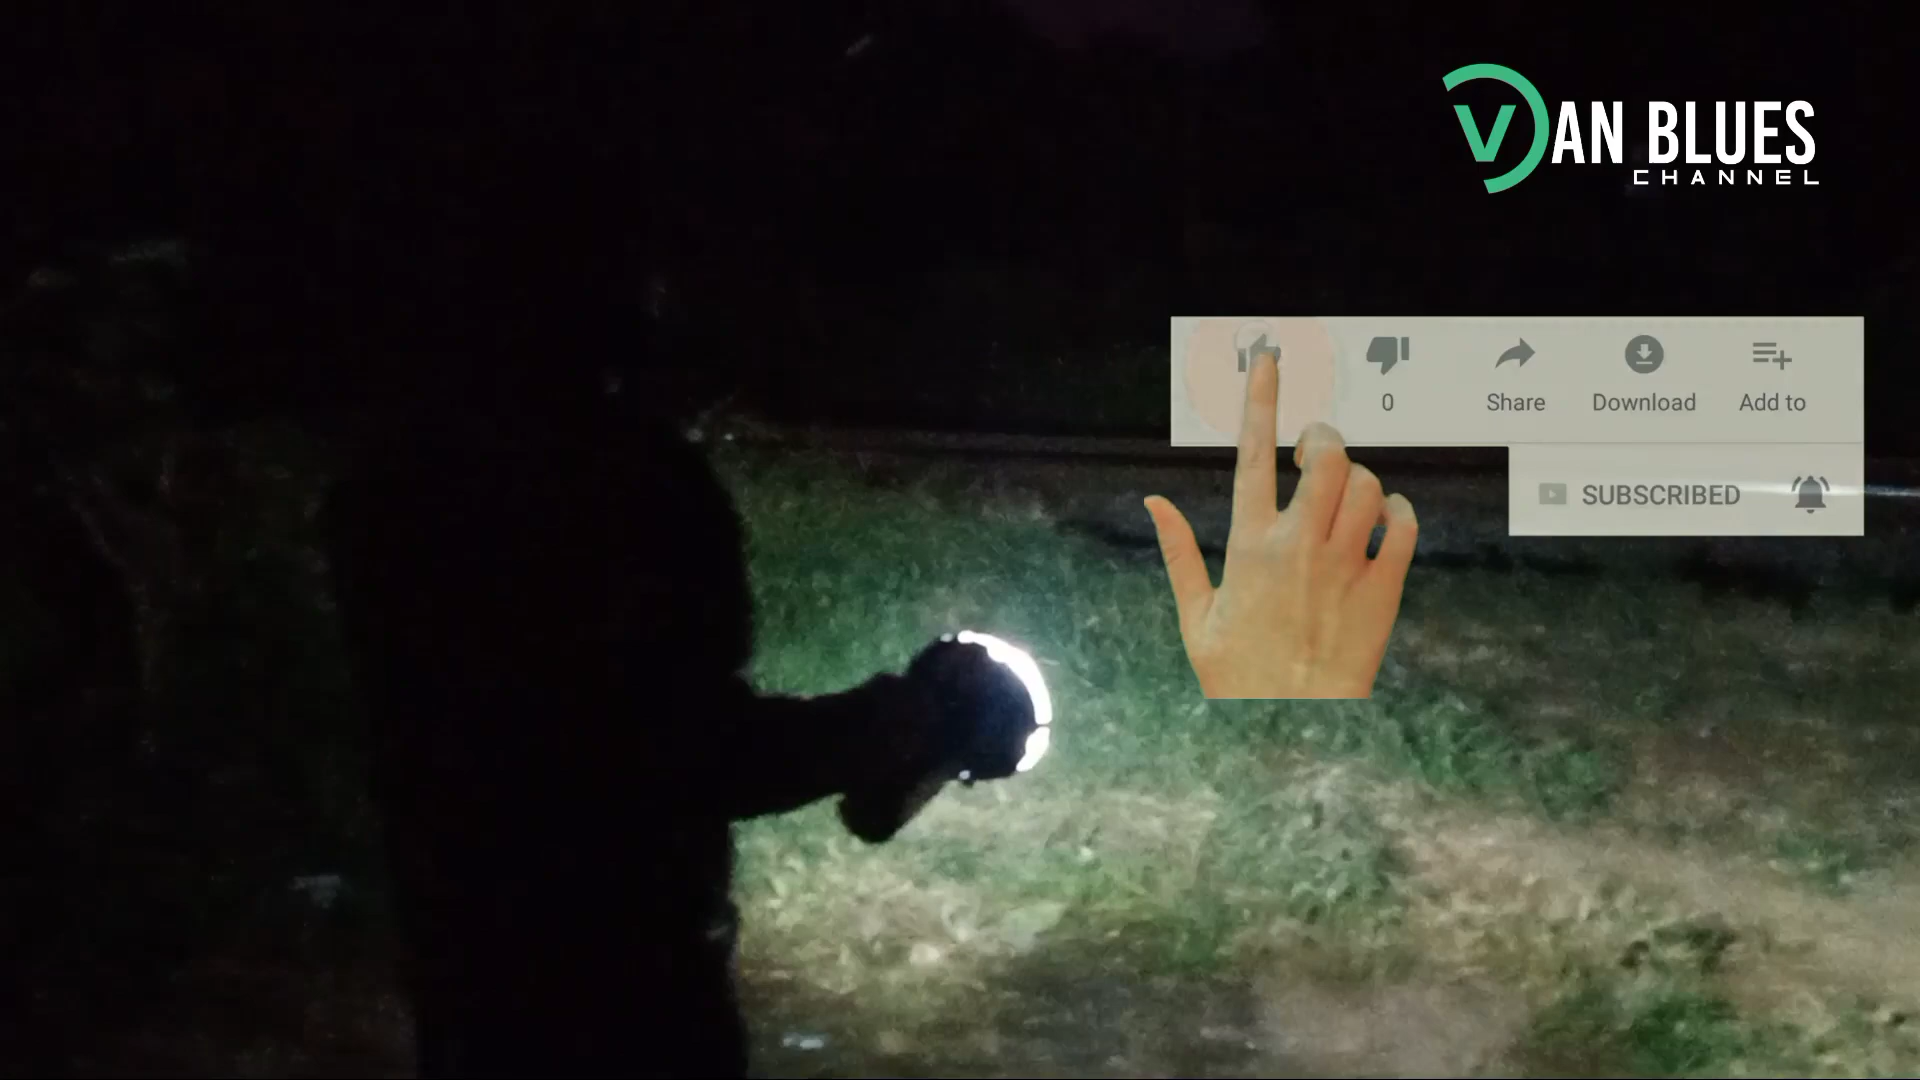 VAN BLUES
CHANNEL
0
Share
Download
Add to
SUBSCRIBED